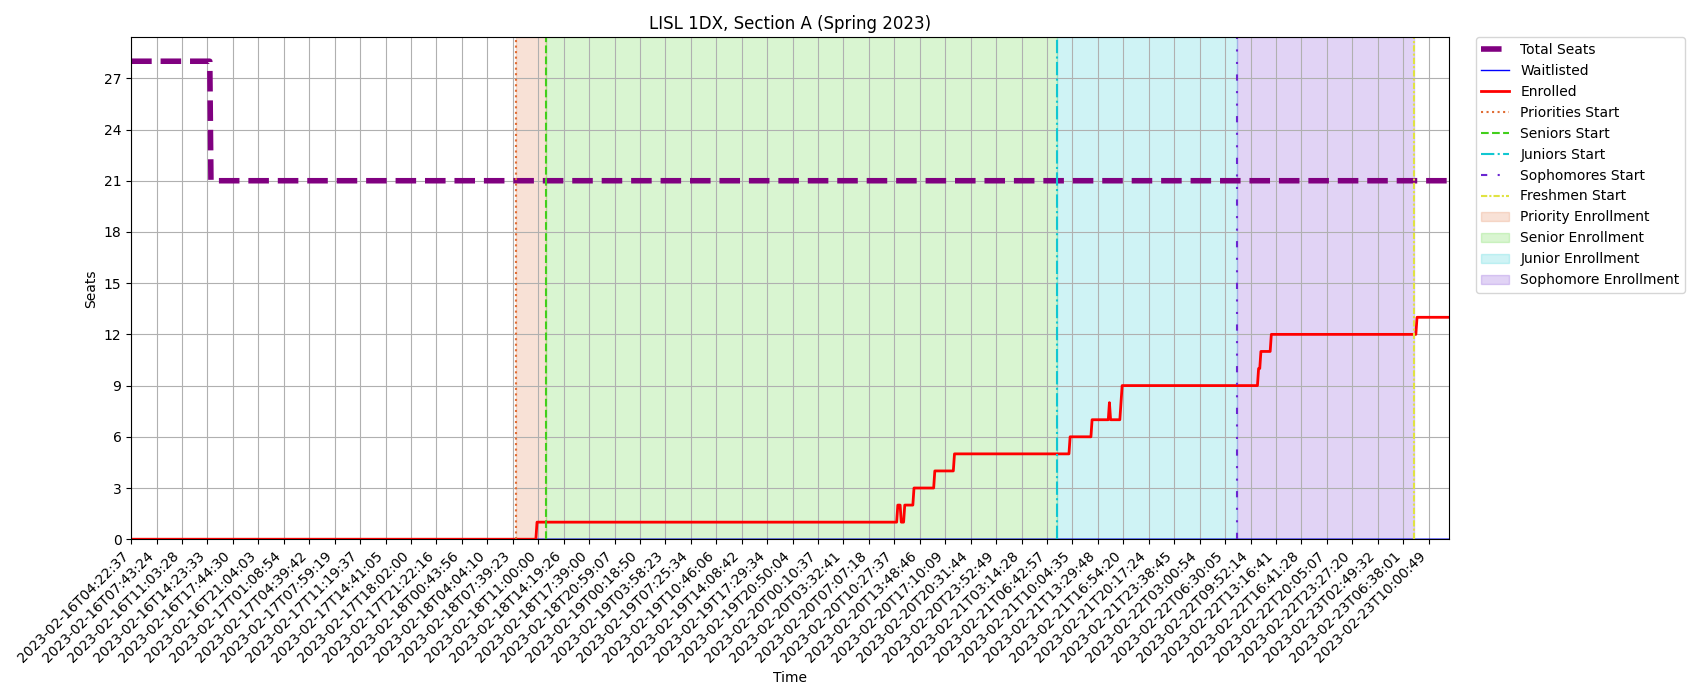 LISL 1DX, Section A (Spring 2023)
Total Seats
Waitlisted
Enrolled
Priorities Start
Seniors Start
Juniors Start
Sophomores Start
Freshmen Start
Priority Enrollment
Senior Enrollment
Junior Enrollment
Sophomore Enrollment
Seats
27
24
21
18
15
12
9
6
3
0
2023-02-16T04:22:37
2023-02-16T07:43:24
2023-02-16T11:03:28
2023-02-16T14:23:33
2023-02-16T17:44:30
2023-02-16T21:04:03
2023-02-17T01:08:54
2023-02-17T04:39:42
2023-02-17T07:59:19
2023-02-17T11:19:37
2023-02-17T14:41:05
2023-02-17T18:02:00
2023-02-17T21:22:16
2023-02-18T00:43:56
2023-02-18T04:04:10
2023-02-18T07:39:23
2023-02-18T11:00:00
2023-02-18T14:19:26
2023-02-18T17:39:00
2023-02-18T20:59:07
2023-02-19T00:18:50
2023-02-19T03:58:23
2023-02-19T07:25:34
2023-02-19T10:46:06
2023-02-19T14:08:42
2023-02-19T17:29:34
2023-02-19T20:50:04
2023-02-20T00:10:37
2023-02-20T03:32:41
2023-02-20T07:07:18
2023-02-20T10:27:37
2023-02-20T13:48:46
2023-02-20T17:10:09
2023-02-20T20:31:44
2023-02-20T23:52:49
2023-02-21T03:14:28
2023-02-21T06:42:57
2023-02-21T10:04:35
2023-02-21T13:29:48
2023-02-21T16:54:20
2023-02-21T20:17:24
2023-02-21T23:38:45
2023-02-22T03:00:54
2023-02-22T06:30:05
2023-02-22T09:52:14
2023-02-22T13:16:41
2023-02-22T16:41:28
2023-02-22T20:05:07
2023-02-22T23:27:20
2023-02-23T02:49:32
2023-02-23T06:38:01
2023-02-23T10:00:49
Time